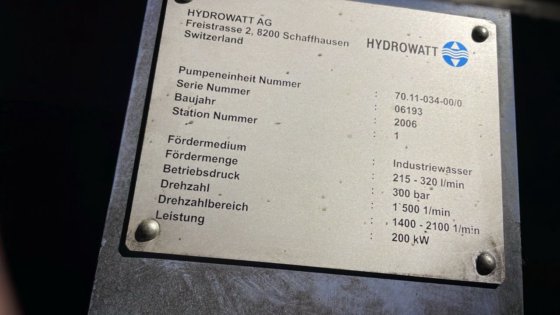 HYDROWATT AG
Freistrasse 2, 8200 Schaffhausen
Switzerland
HYDROWATT
Pumpeneinheit Nummer : 70.11-034-00/0
Serie Nummer : 06193
Baujahr : 2006
Station Nummer : 1
Fördermedium : Industriewasser
Fördermenge : 215 - 320 l/min
Betriebsdruck : 300 bar
Drehzahl : 1'500 1/min
Drehzahlbereich : 1400 - 2100 1/min
Leistung : 200 kW